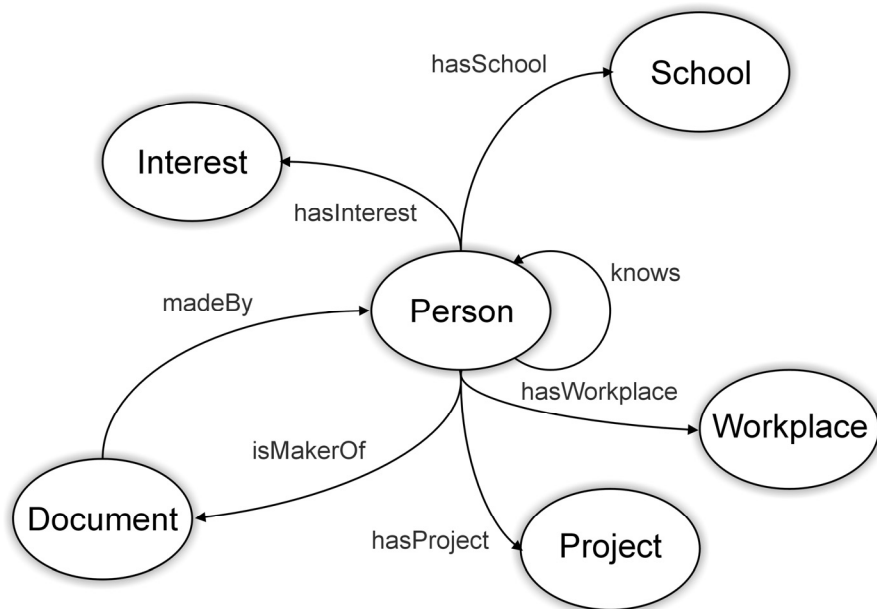 hasSchool
School
Interest
hasInterest
madeBy
Person
knows
hasWorkplace
Workplace
isMakerOf
Document
hasProject
Project